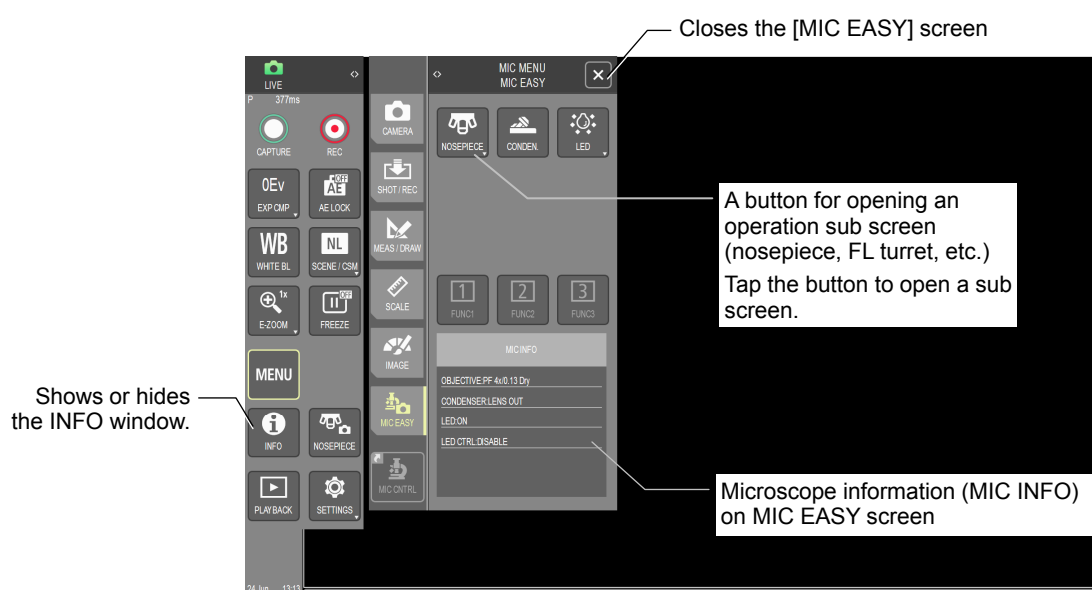 Closes the [MIC EASY] screen
LIVE
P 377ms
CAPTURE
REC
0Ev
EXP CMP
OFF
AE
AE LOCK
WB
WHITE BL
NL
SCENE / CSM
1x
E-ZOOM
OFF
FREEZE
MENU
INFO
NOSEPIECE
PLAYBACK
SETTINGS
24 Jun 13:13
CAMERA
SHOT / REC
MEAS / DRAW
SCALE
IMAGE
MIC EASY
MIC CNTRL
MIC MENU
MIC EASY
NOSEPIECE
CONDEN.
LED
1
FUNC1
2
FUNC2
3
FUNC3
MIC INFO
OBJECTIVE:PF 4x/0.13 Dry
CONDENSER:LENS OUT
LED:ON
LED CTRL:DISABLE
A button for opening an
operation sub screen
(nosepiece, FL turret, etc.)
Tap the button to open a sub
screen.
Shows or hides
the INFO window.
Microscope information (MIC INFO)
on MIC EASY screen